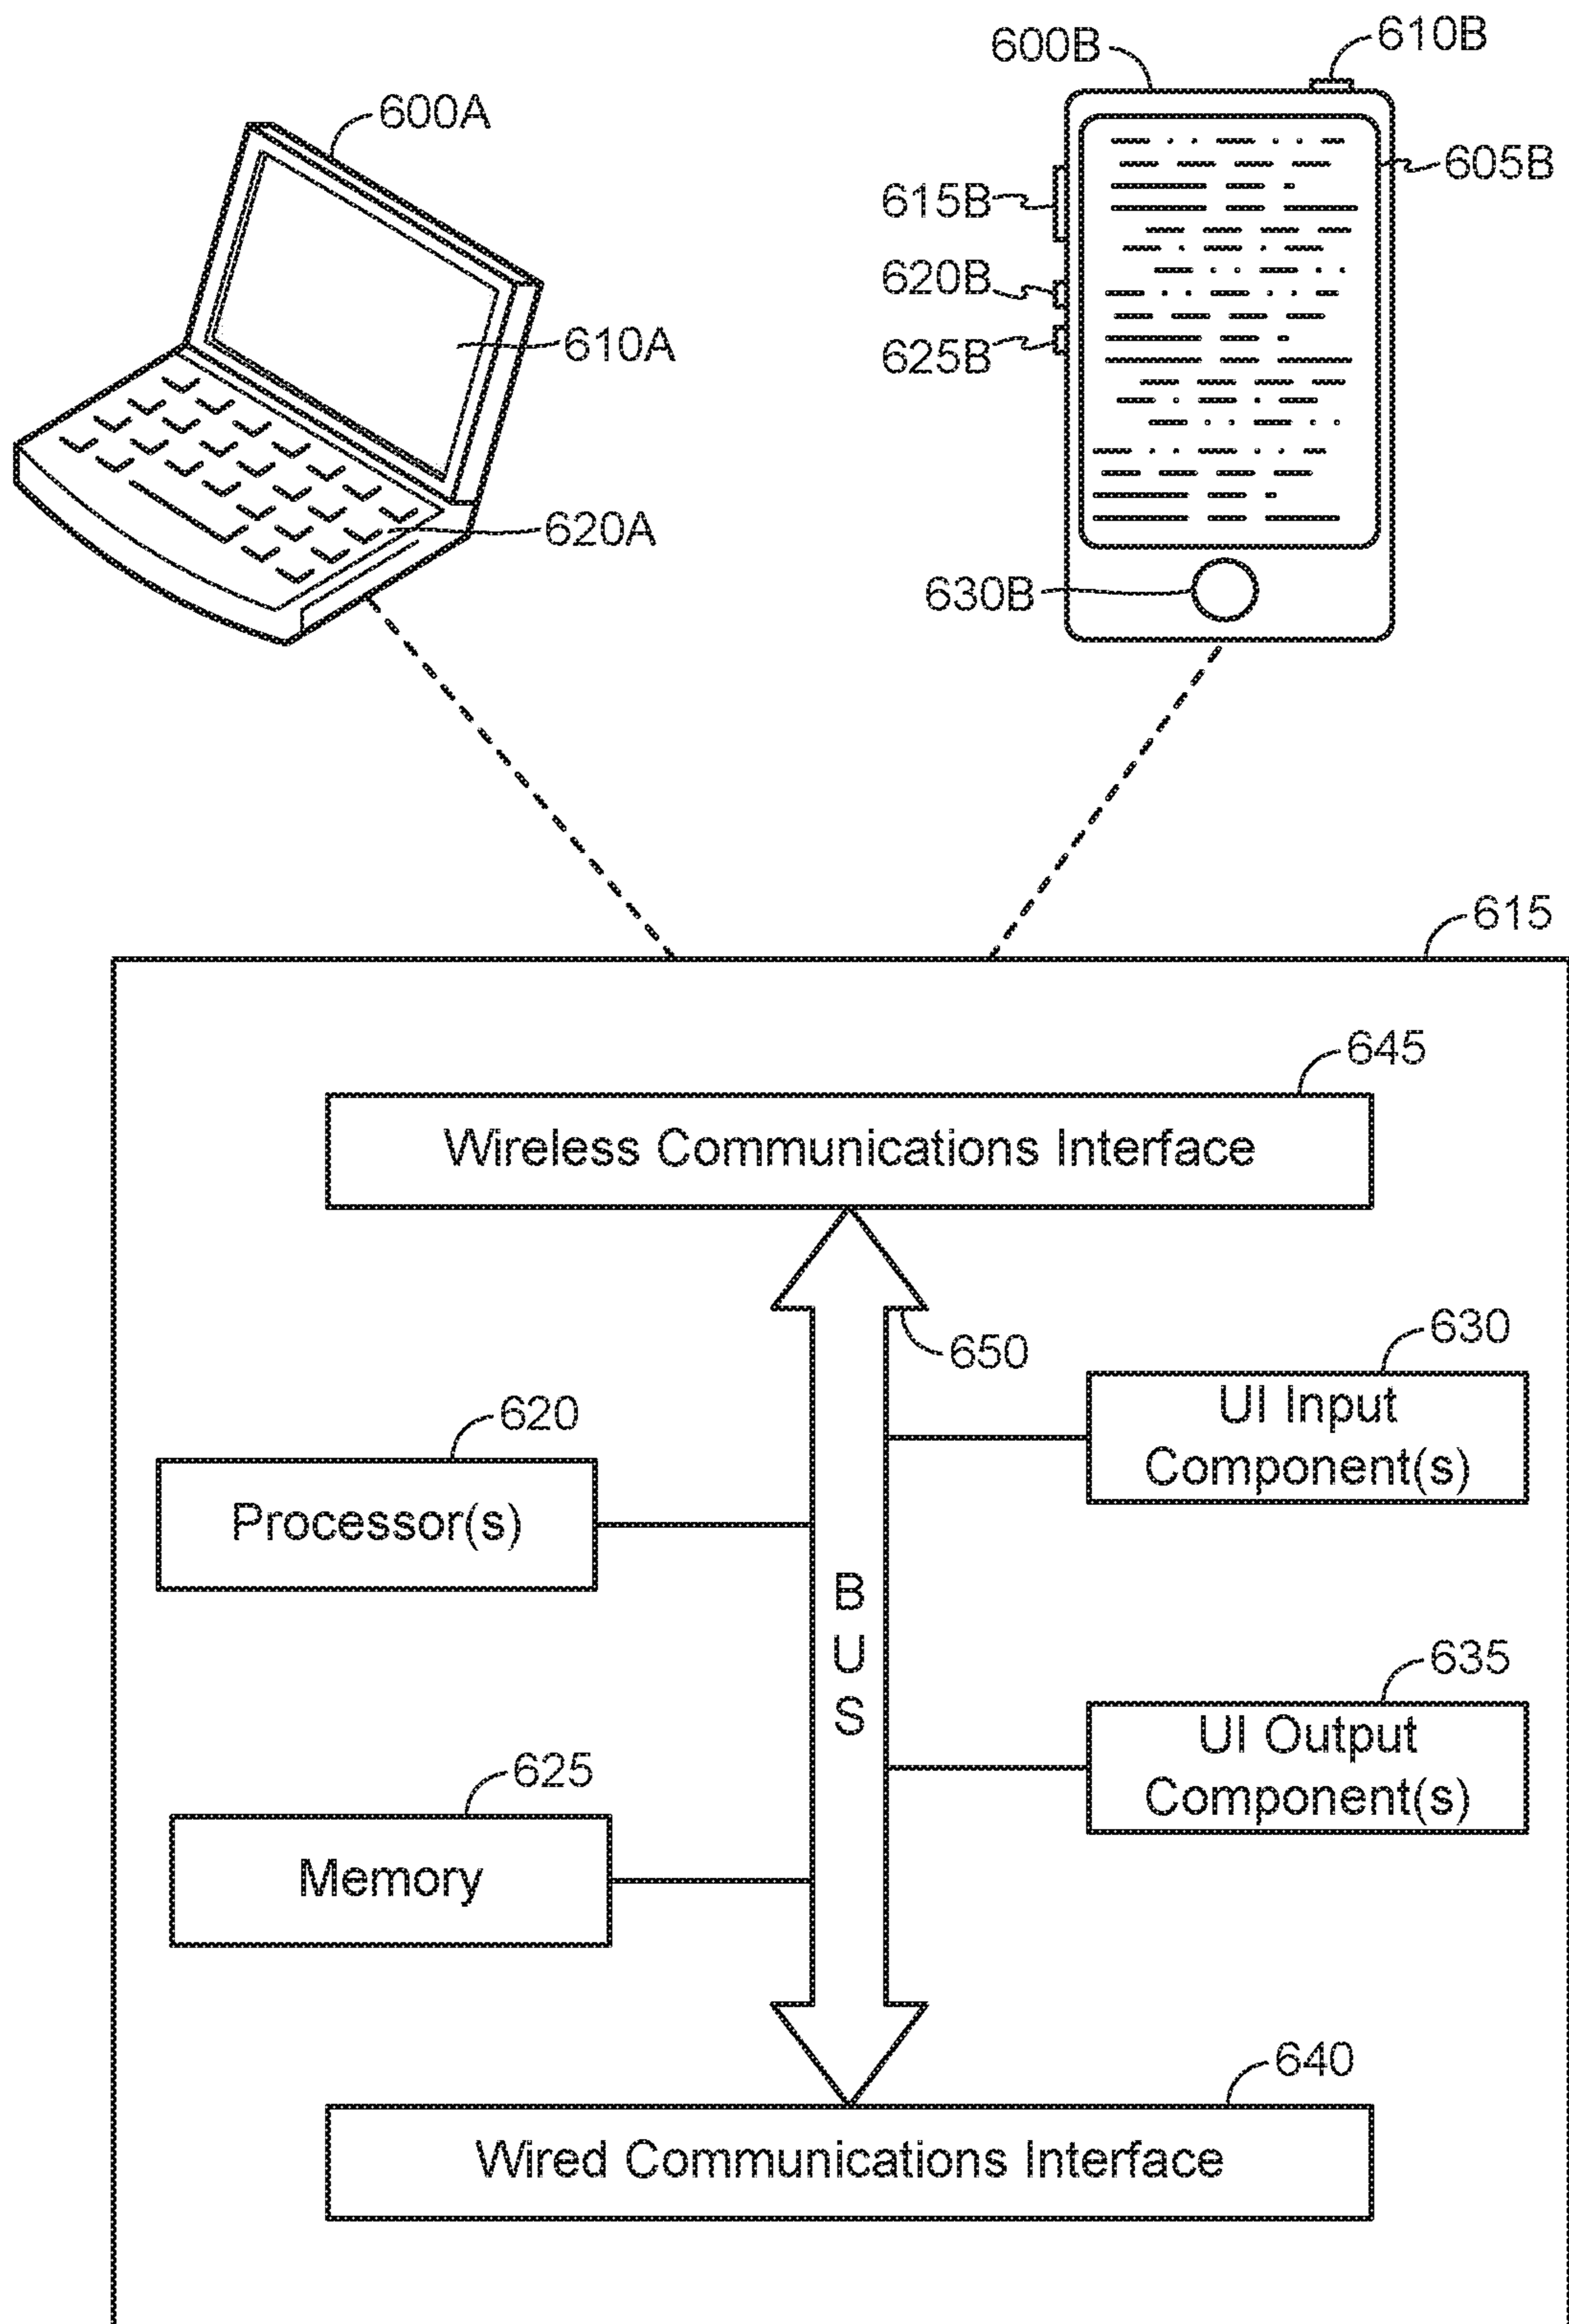 600B
610B
600A
605B
615B
620B
610A
625B
620A
630B
615
645
Wireless Communications Interface
650
630
UI Input
Component(s)
620
Processor(s)
B
U
S
635
UI Output
Component(s)
625
Memory
640
Wired Communications Interface